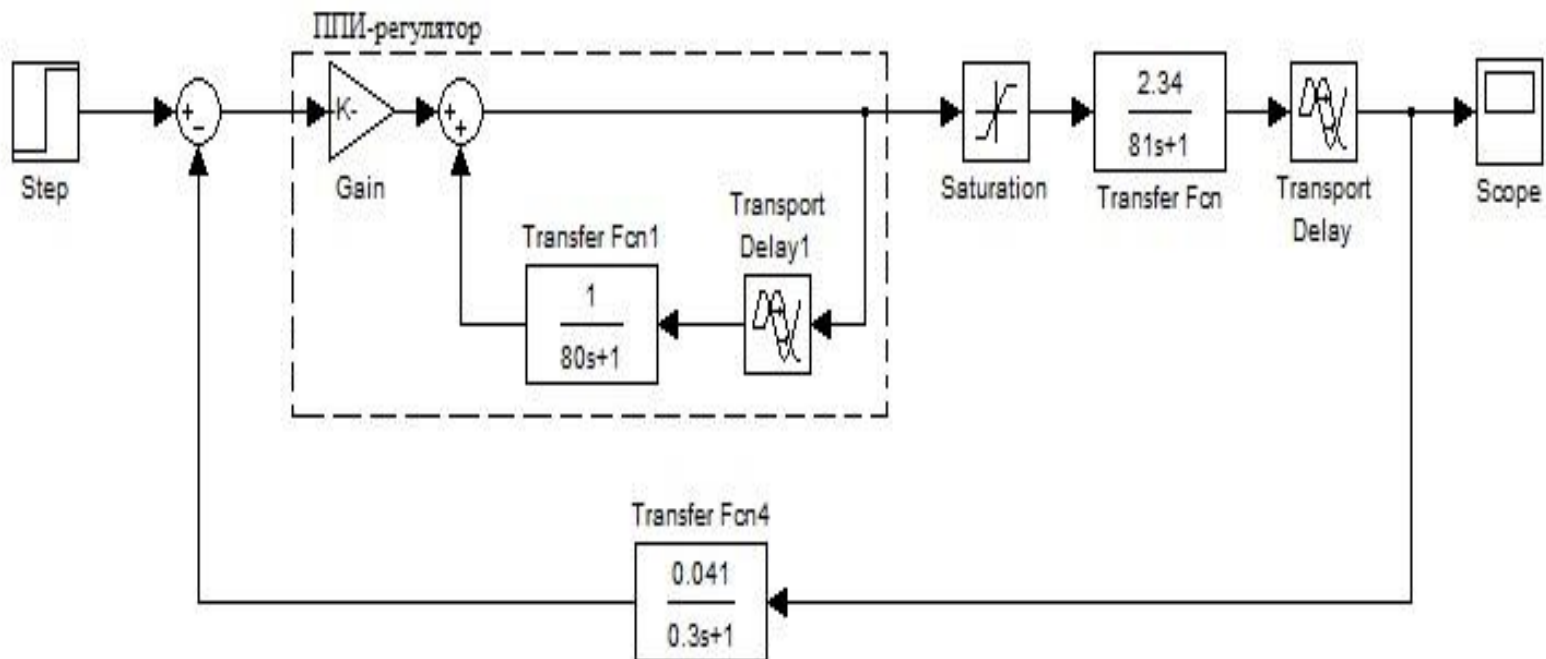 ППИ-регулятор
Step
-K-
Gain
Transfer Fcn1
1
80s+1
Transport
Delay1
Saturation
2.34
81s+1
Transfer Fcn
Transport
Delay
Scope
Transfer Fcn4
0.041
0.3s+1